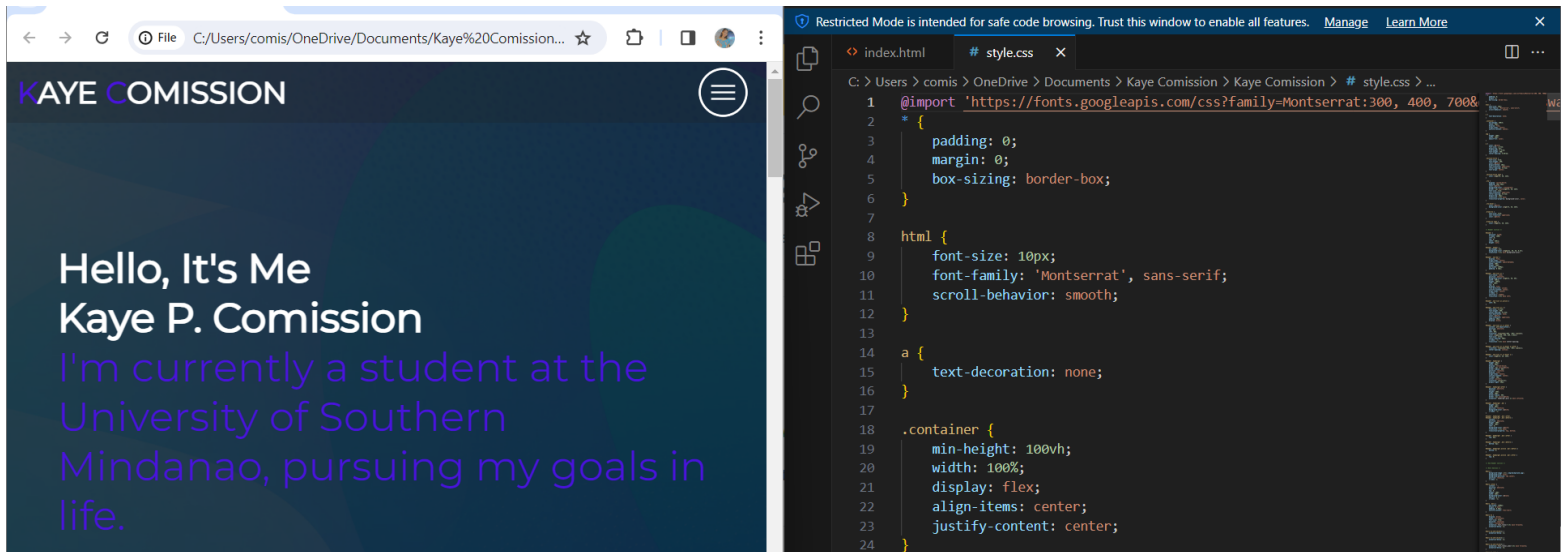 File
C:/Users/comis/OneDrive/Documents/Kaye%20Comission...
KAYE COMISSION
Hello, It's Me
Kaye P. Comission
I'm currently a student at the
University of Southern
Mindanao, pursuing my goals in
life.
Restricted Mode is intended for safe code browsing. Trust this window to enable all features. Manage Learn More
index.html
# style.css
C: > Users > comis > OneDrive > Documents > Kaye Comission > Kaye Comission > # style.css > ...
1 @import 'https://fonts.googleapis.com/css?family=Montserrat:300, 400, 700&
2 * {
3 padding: 0;
4 margin: 0;
5 box-sizing: border-box;
6 }
7
8 html {
9 font-size: 10px;
10 font-family: 'Montserrat', sans-serif;
11 scroll-behavior: smooth;
12 }
13
14 a {
15 text-decoration: none;
16 }
17
18 .container {
19 min-height: 100vh;
20 width: 100%;
21 display: flex;
22 align-items: center;
23 justify-content: center;
24 }